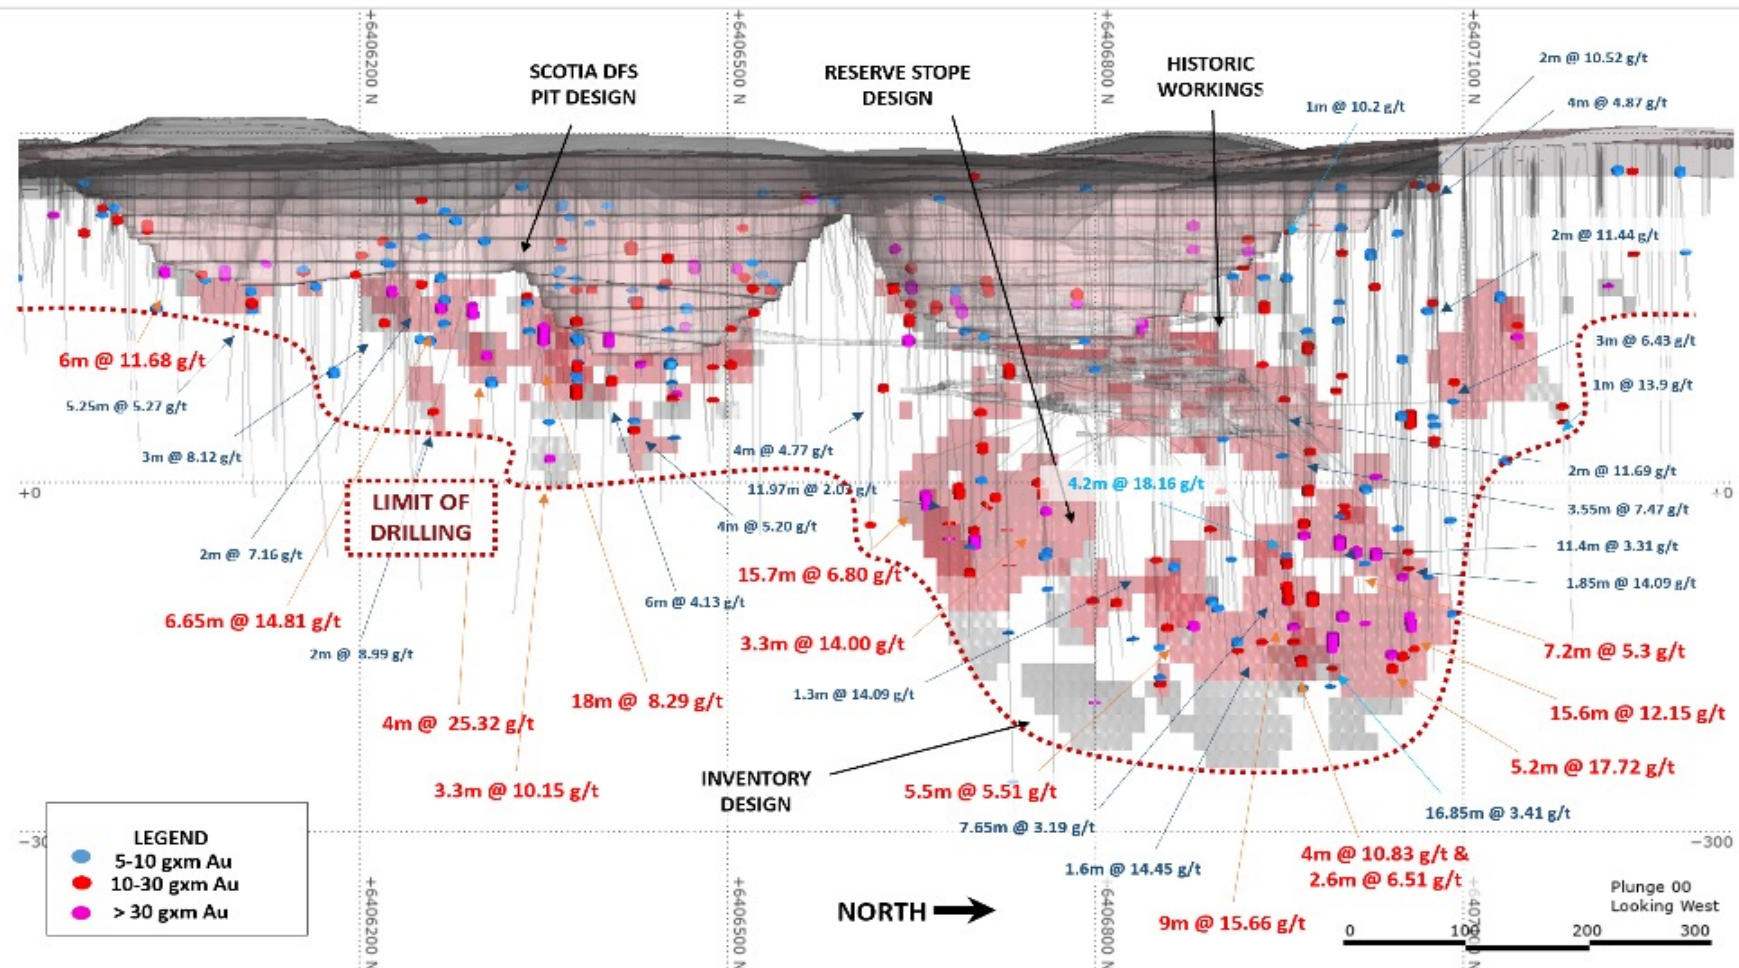 +6406200 N
+6406500 N
+6406800 N
+6407100 N
SCOTIA DFS
PIT DESIGN
RESERVE STOPE
DESIGN
HISTORIC
WORKINGS
2m @ 10.52 g/t
1m @ 10.2 g/t
4m @ 4.87 g/t
+300
2m @ 11.44 g/t
6m @ 11.68 g/t
3m @ 6.43 g/t
5.25m @ 5.27 g/t
1m @ 13.9 g/t
3m @ 8.12 g/t
4m @ 4.77 g/t
2m @ 11.69 g/t
+0
LIMIT OF
DRILLING
11.97m @ 2.03 g/t
4.2m @ 18.16 g/t
+0
4m @ 5.20 g/t
3.55m @ 7.47 g/t
2m @ 7.16 g/t
11.4m @ 3.31 g/t
15.7m @ 6.80 g/t
1.85m @ 14.09 g/t
6m @ 4.13 g/t
6.65m @ 14.81 g/t
3.3m @ 14.00 g/t
2m @ 8.99 g/t
7.2m @ 5.3 g/t
18m @ 8.29 g/t
1.3m @ 14.09 g/t
4m @ 25.32 g/t
15.6m @ 12.15 g/t
INVENTORY
DESIGN
5.2m @ 17.72 g/t
3.3m @ 10.15 g/t
5.5m @ 5.51 g/t
7.65m @ 3.19 g/t
16.85m @ 3.41 g/t
LEGEND
5-10 gxm Au
10-30 gxm Au
> 30 gxm Au
-30
-300
4m @ 10.83 g/t &
2.6m @ 6.51 g/t
1.6m @ 14.45 g/t
9m @ 15.66 g/t
NORTH
Plunge 00
Looking West
0 100 200 300
+6406200 N
+6406500 N
+6406800 N